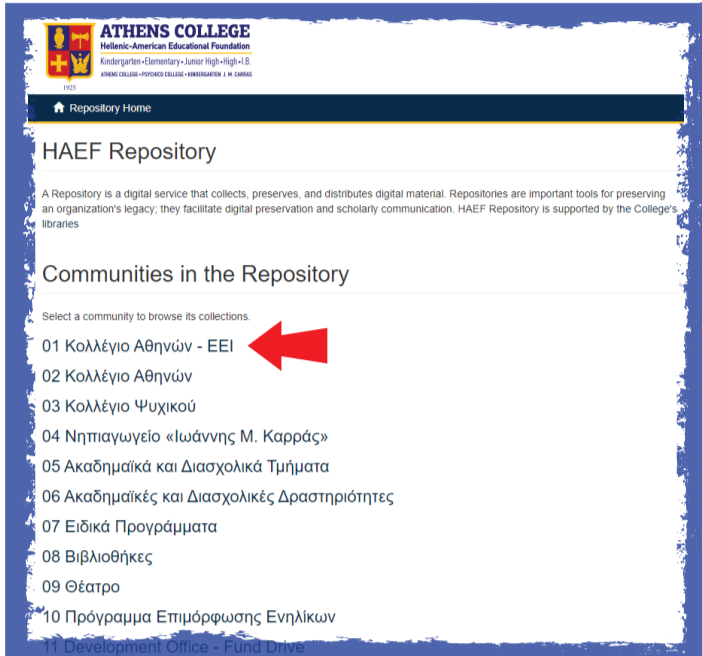 ATHENS COLLEGE
Hellenic-American Educational Foundation
Kindergarten•Elementary•Junior High•High•I.B.
ATHENS COLLEGE • PSYCHICO COLLEGE • KINDERGARTEN J. M. CARRAS
1925
Repository Home
HAEF Repository
A Repository is a digital service that collects, preserves, and distributes digital material. Repositories are important tools for preserving
an organization's legacy; they facilitate digital preservation and scholarly communication. HAEF Repository is supported by the College's
libraries
Communities in the Repository
Select a community to browse its collections.
01 Κολλέγιο Αθηνών - ΕΕΙ
02 Κολλέγιο Αθηνών
03 Κολλέγιο Ψυχικού
04 Νηπιαγωγείο «Ιωάννης Μ. Καρράς»
05 Ακαδημαϊκά και Διασχολικά Τμήματα
06 Ακαδημαϊκές και Διασχολικές Δραστηριότητες
07 Ειδικά Προγράμματα
08 Βιβλιοθήκες
09 Θέατρο
10 Πρόγραμμα Επιμόρφωσης Ενηλίκων
11 Development Office - Fund Drive